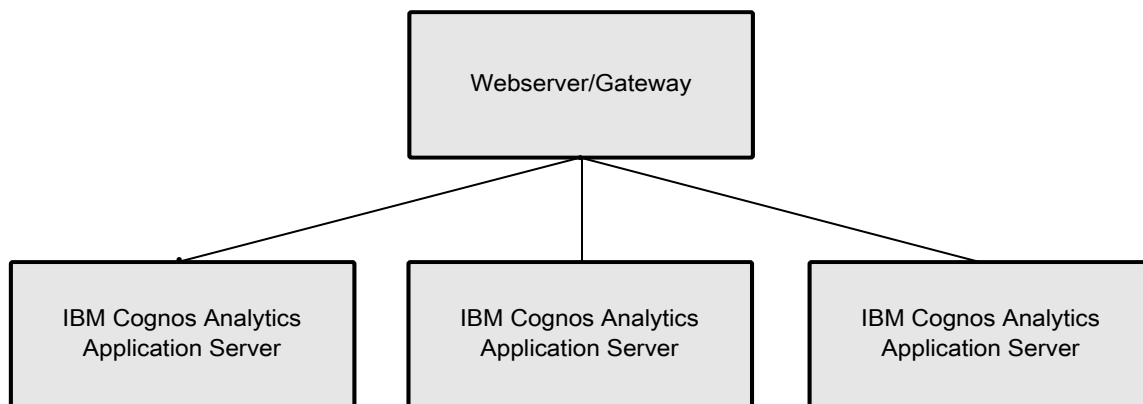 Webserver/Gateway
IBM Cognos Analytics
Application Server
IBM Cognos Analytics
Application Server
IBM Cognos Analytics
Application Server